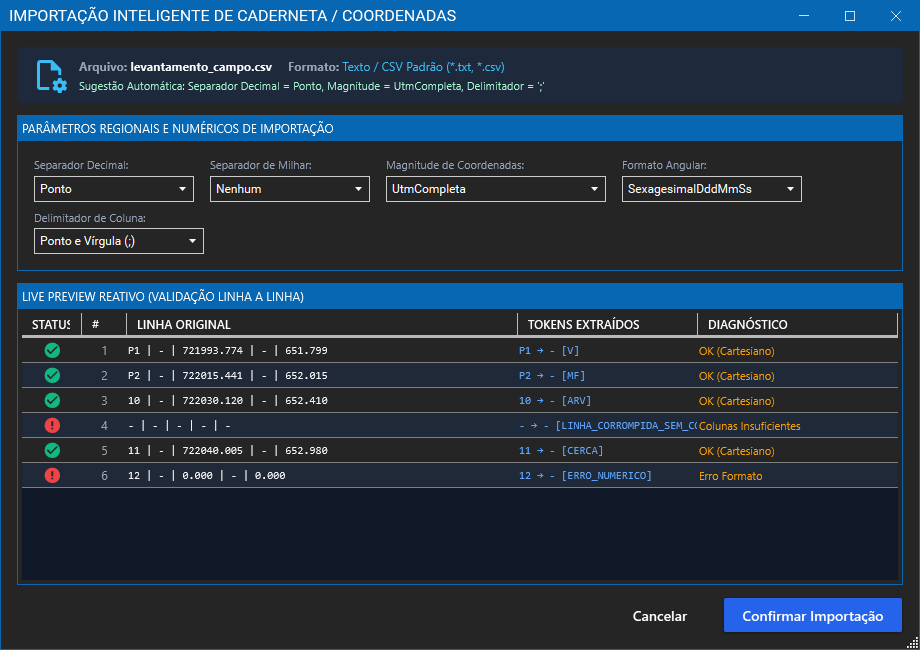 IMPORTAÇÃO INTELIGENTE DE CADERNETA / COORDENADAS
Arquivo: levantamento_campo.csv Formato: Texto / CSV Padrão (*.txt, *.csv)
Sugestão Automática: Separador Decimal = Ponto, Magnitude = UtmCompleta, Delimitador = ';'
PARÂMETROS REGIONAIS E NUMÉRICOS DE IMPORTAÇÃO
Separador Decimal: Separador de Milhar: Magnitude de Coordenadas: Formato Angular:
Ponto Nenhum UtmCompleta SexagesimalDddMmSs
Delimitador de Coluna:
Ponto e Vírgula (;)
LIVE PREVIEW REATIVO (VALIDAÇÃO LINHA A LINHA)
STATUS # LINHA ORIGINAL TOKENS EXTRAÍDOS DIAGNÓSTICO
1 P1 | - | 721993.774 | - | 651.799 P1 → - [V] OK (Cartesiano)
2 P2 | - | 722015.441 | - | 652.015 P2 → - [MF] OK (Cartesiano)
3 10 | - | 722030.120 | - | 652.410 10 → - [ARV] OK (Cartesiano)
4 - | - | - | - | - - → - [LINHA_CORROMPIDA_SEM_CO Colunas Insuficientes
5 11 | - | 722040.005 | - | 652.980 11 → - [CERCA] OK (Cartesiano)
6 12 | - | 0.000 | - | 0.000 12 → - [ERRO_NUMERICO] Erro Formato
Cancelar Confirmar Importação